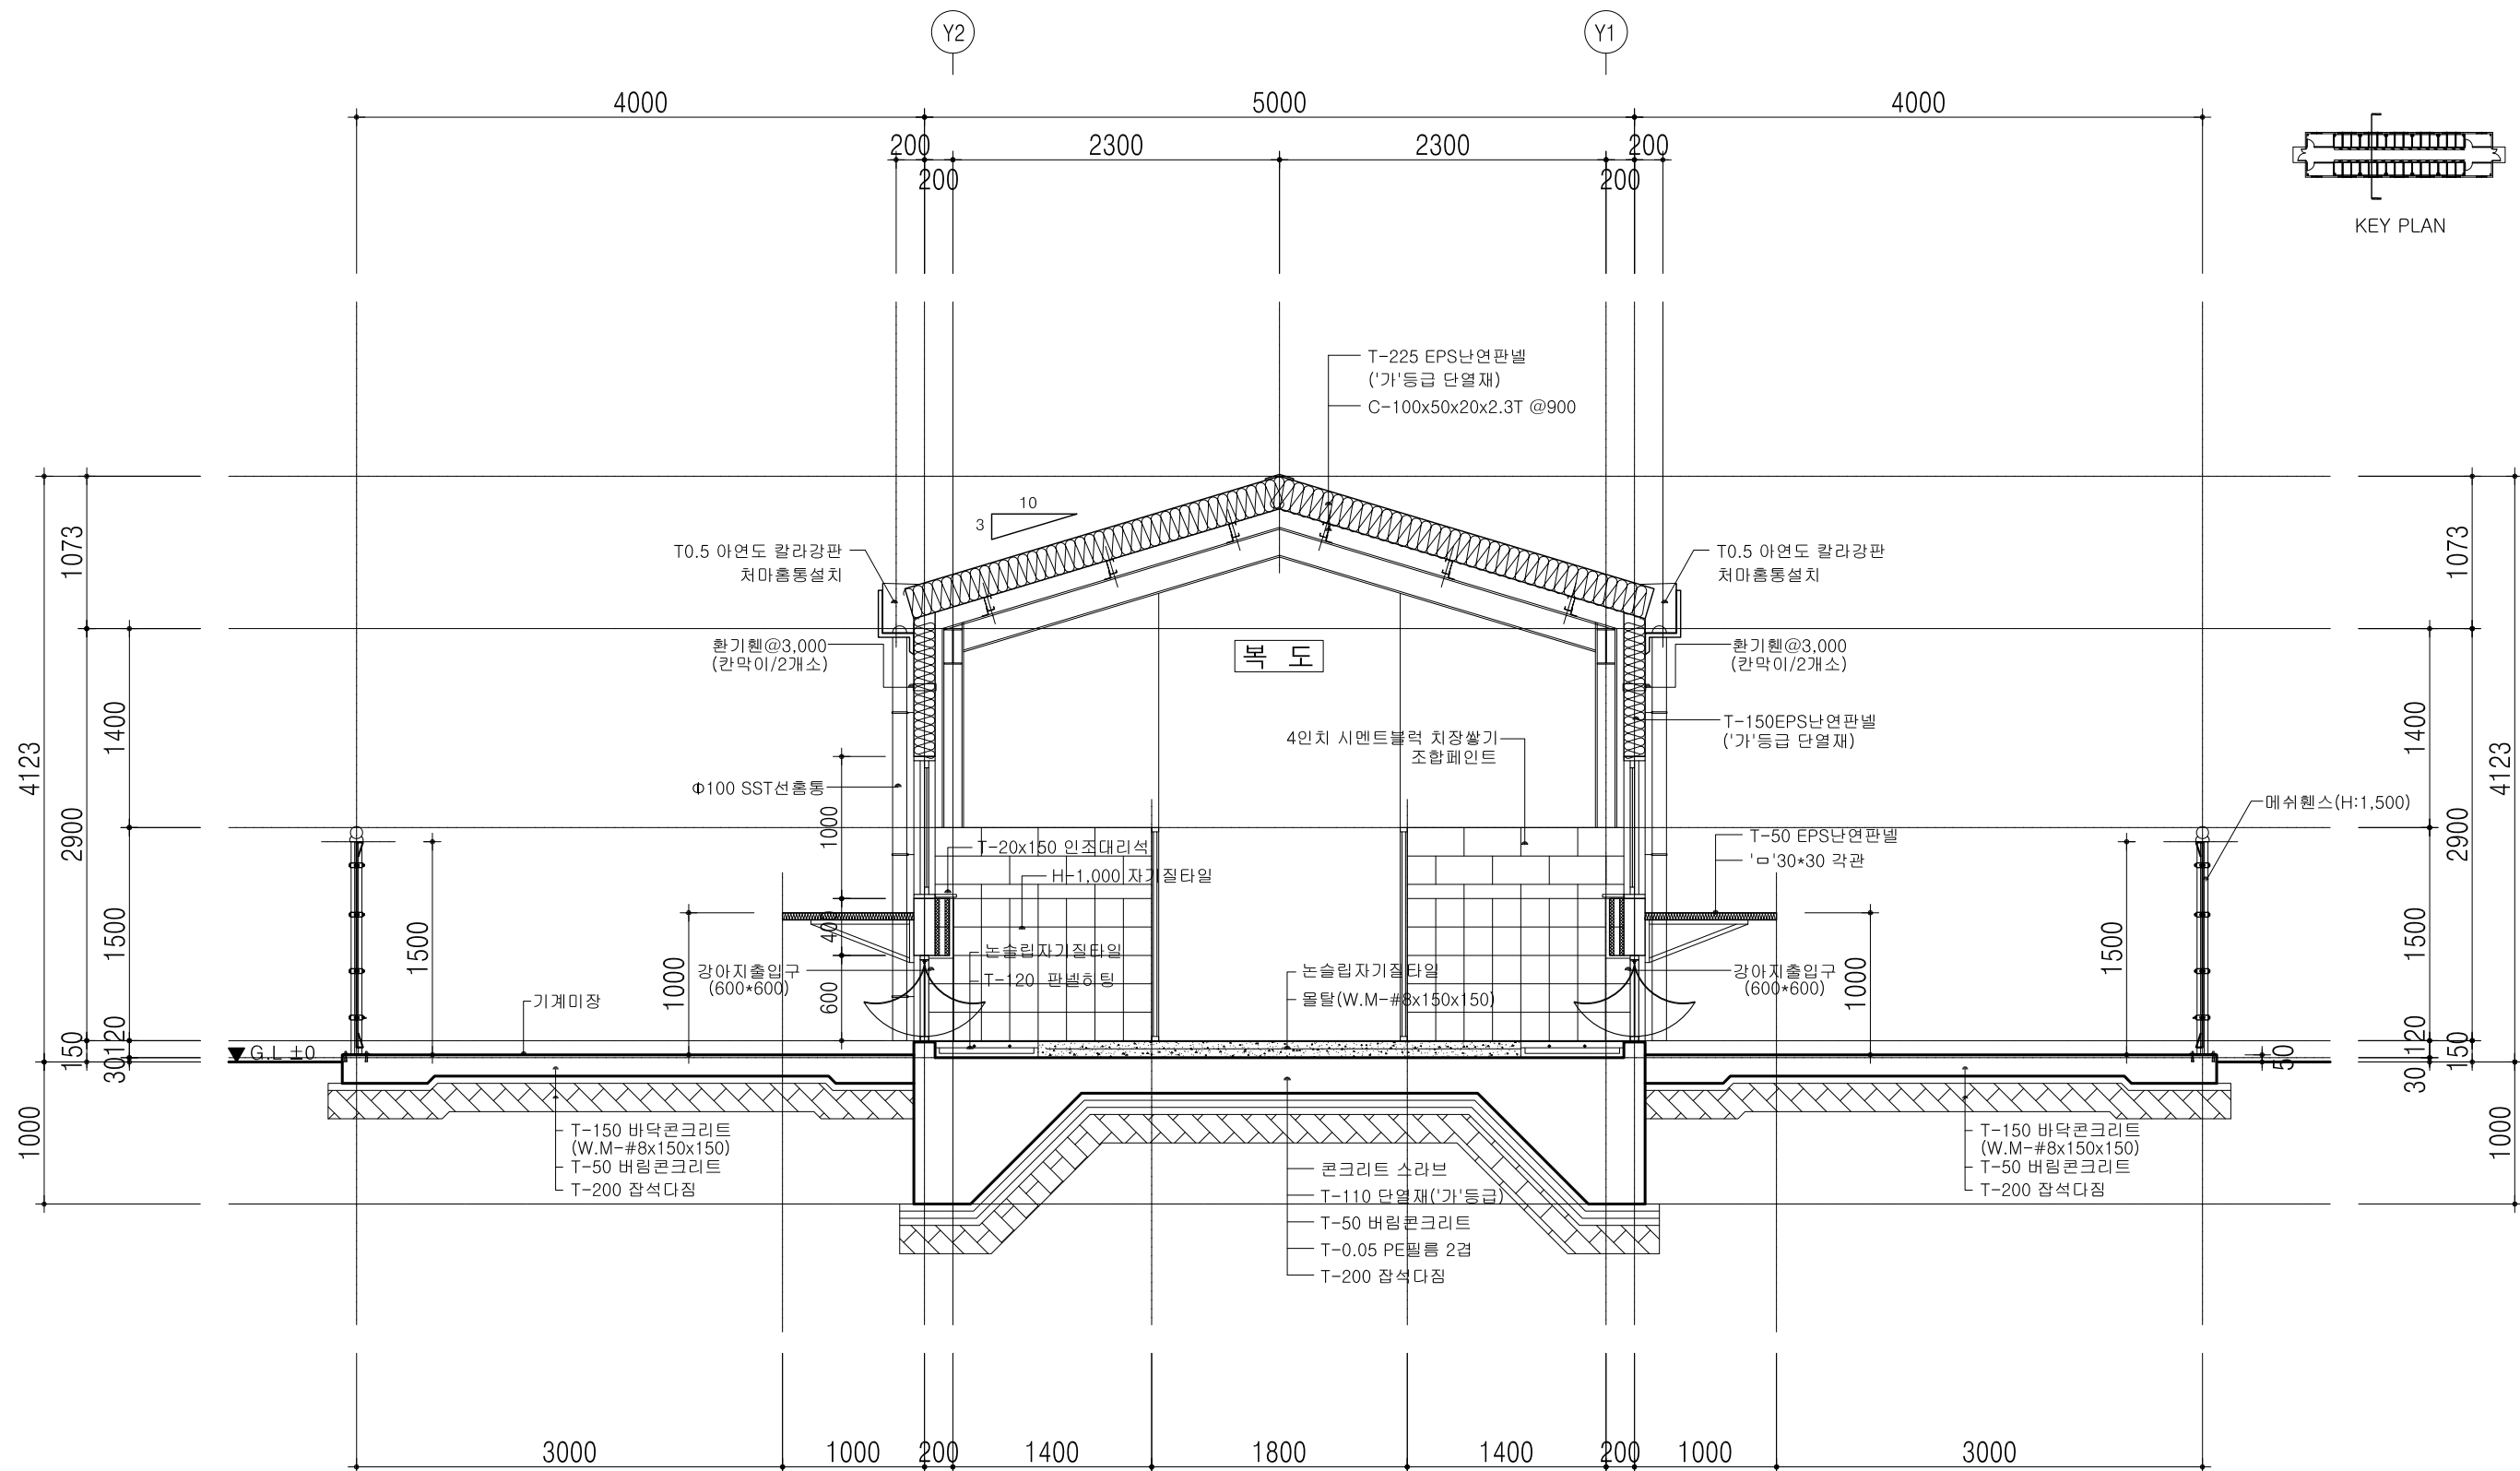 Y2
Y1
4000
5000
4000
200
2300
2300
200
200
200
KEY PLAN
T-225 EPS난연판넬
('가'등급 단열재)
C-100x50x20x2.3T @900
10
3
T0.5 아연도 칼라강판
처마홈통설치
T0.5 아연도 칼라강판
처마홈통설치
환기휀@3,000
(칸막이/2개소)
복 도
환기휀@3,000
(칸막이/2개소)
T-150EPS난연판넬
('가'등급 단열재)
4인치 시멘트블럭 치장쌓기
조합페인트
Φ100 SST선홈통
메쉬휀스(H:1,500)
T-50 EPS난연판넬
'ㅁ'30*30 각관
T-20x150 인조대리석
H-1,000 자기질타일
논슬립자기질타일
T-120 판넬히팅
논슬립자기질타일
몰탈(W.M-#8x150x150)
강아지출입구
(600*600)
강아지출입구
(600*600)
기계미장
G.L ±0
4123
1000
1073
2900
150
1400
1500
120
30
1500
1000
1000
400
600
1000
1500
50
1400
1500
120
30
1073
2900
150
4123
1000
T-150 바닥콘크리트
(W.M-#8x150x150)
T-50 버림콘크리트
T-200 잡석다짐
콘크리트 스라브
T-110 단열재('가'등급)
T-50 버림콘크리트
T-0.05 PE필름 2겹
T-200 잡석다짐
T-150 바닥콘크리트
(W.M-#8x150x150)
T-50 버림콘크리트
T-200 잡석다짐
3000
1000
200
1400
1800
1400
200
1000
3000